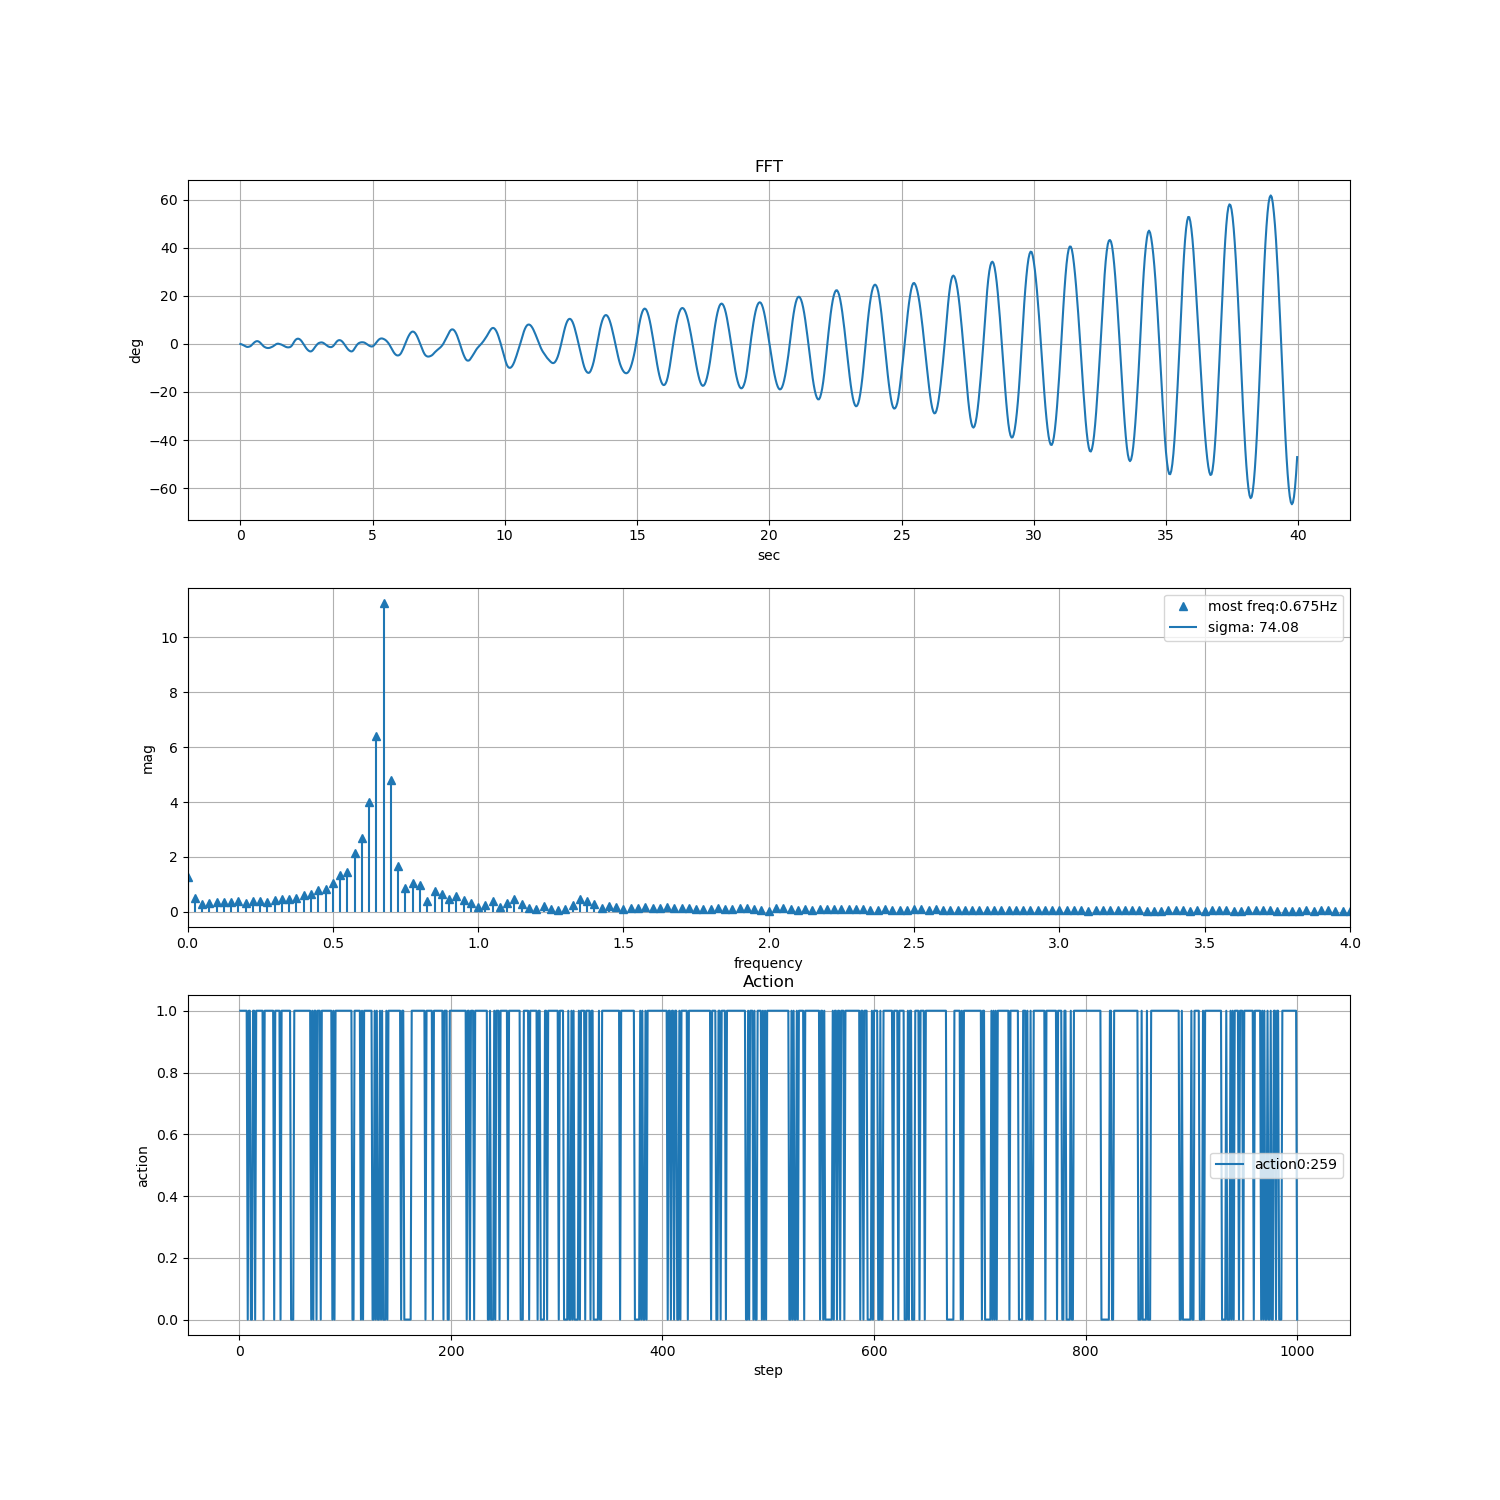 FFT
60
40
20
0
−20
−40
−60
deg
0 5 10 15 20 25 30 35 40
sec
most freq:0.675Hz
sigma: 74.08
10
8
6
4
2
0
mag
0.0 0.5 1.0 1.5 2.0 2.5 3.0 3.5 4.0
frequency
Action
1.0
0.8
0.6
0.4
0.2
0.0
action
action0:259
0 200 400 600 800 1000
step